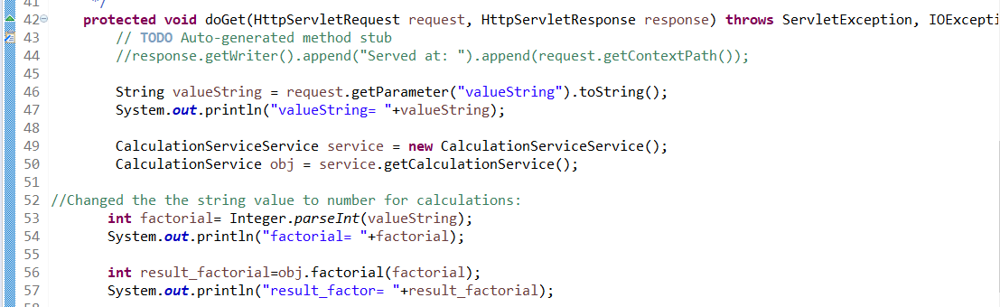 41 */
42 protected void doGet(HttpServletRequest request, HttpServletResponse response) throws ServletException, IOExcepti
43 // TODO Auto-generated method stub
44 //response.getWriter().append("Served at: ").append(request.getContextPath());
45
46 String valueString = request.getParameter("valueString").toString();
47 System.out.println("valueString= "+valueString);
48
49 CalculationServiceService service = new CalculationServiceService();
50 CalculationService obj = service.getCalculationService();
51
52 //Changed the the string value to number for calculations:
53 int factorial= Integer.parseInt(valueString);
54 System.out.println("factorial= "+factorial);
55
56 int result_factorial=obj.factorial(factorial);
57 System.out.println("result_factor= "+result_factorial);